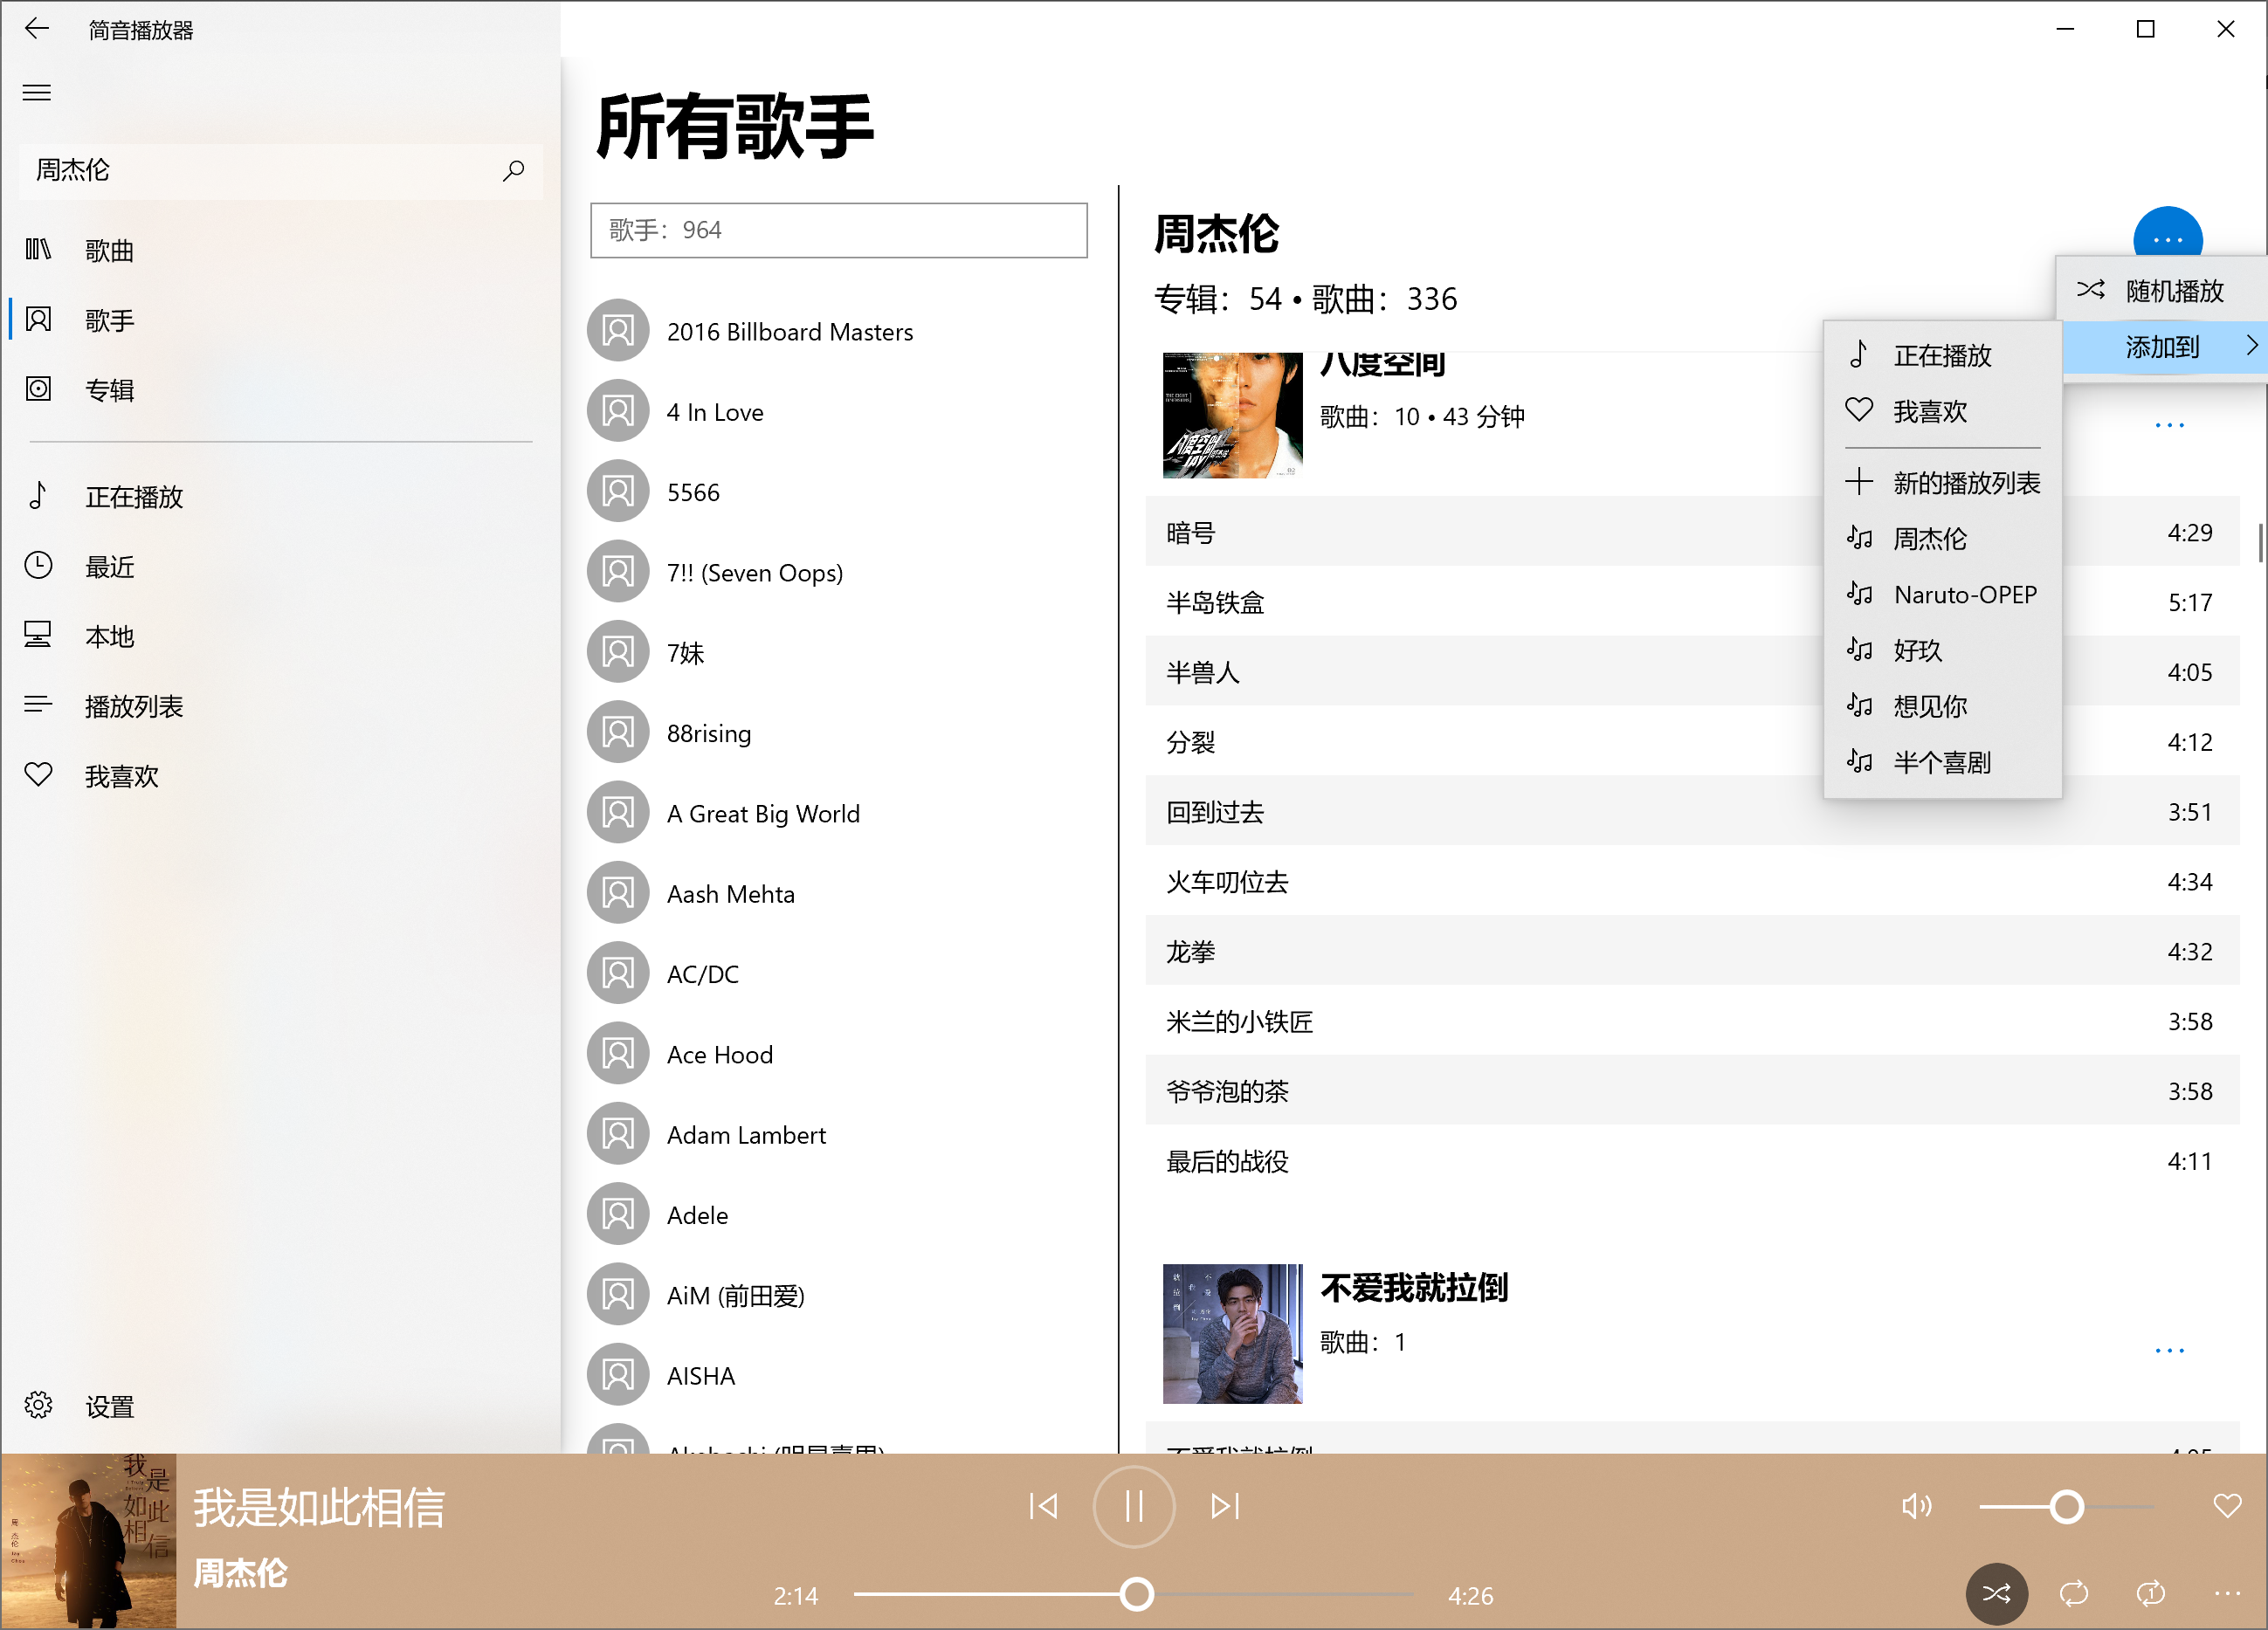 简音播放器
周杰伦
歌曲
歌手
专辑
正在播放
最近
本地
播放列表
我喜欢
设置
所有歌手
歌手：964
2016 Billboard Masters
4 In Love
5566
7!! (Seven Oops)
7妹
88rising
A Great Big World
Aash Mehta
AC/DC
Ace Hood
Adam Lambert
Adele
AiM (前田爱)
AISHA
周杰伦
专辑：54 • 歌曲：336
八度空间
歌曲：10 • 43 分钟
暗号 4:29
半岛铁盒 5:17
半兽人 4:05
分裂 4:12
回到过去 3:51
火车叨位去 4:34
龙拳 4:32
米兰的小铁匠 3:58
爷爷泡的茶 3:58
最后的战役 4:11
不爱我就拉倒
歌曲：1
不爱我就拉倒 4:05
随机播放
添加到
正在播放
我喜欢
新的播放列表
周杰伦
Naruto-OPEP
好玖
想见你
半个喜剧
我是如此相信
周杰伦
2:14
4:26